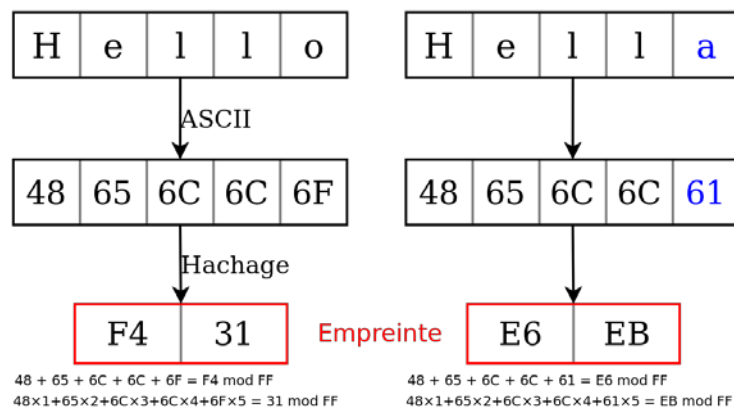 H e l l o H e l l a
ASCII
48 65 6C 6C 6F 48 65 6C 6C 61
Hachage
F4 31 Empreinte E6 EB
48 + 65 + 6C + 6C + 6F = F4 mod FF 48 + 65 + 6C + 6C + 61 = E6 mod FF
48×1+65×2+6C×3+6C×4+6F×5 = 31 mod FF 48×1+65×2+6C×3+6C×4+61×5 = EB mod FF